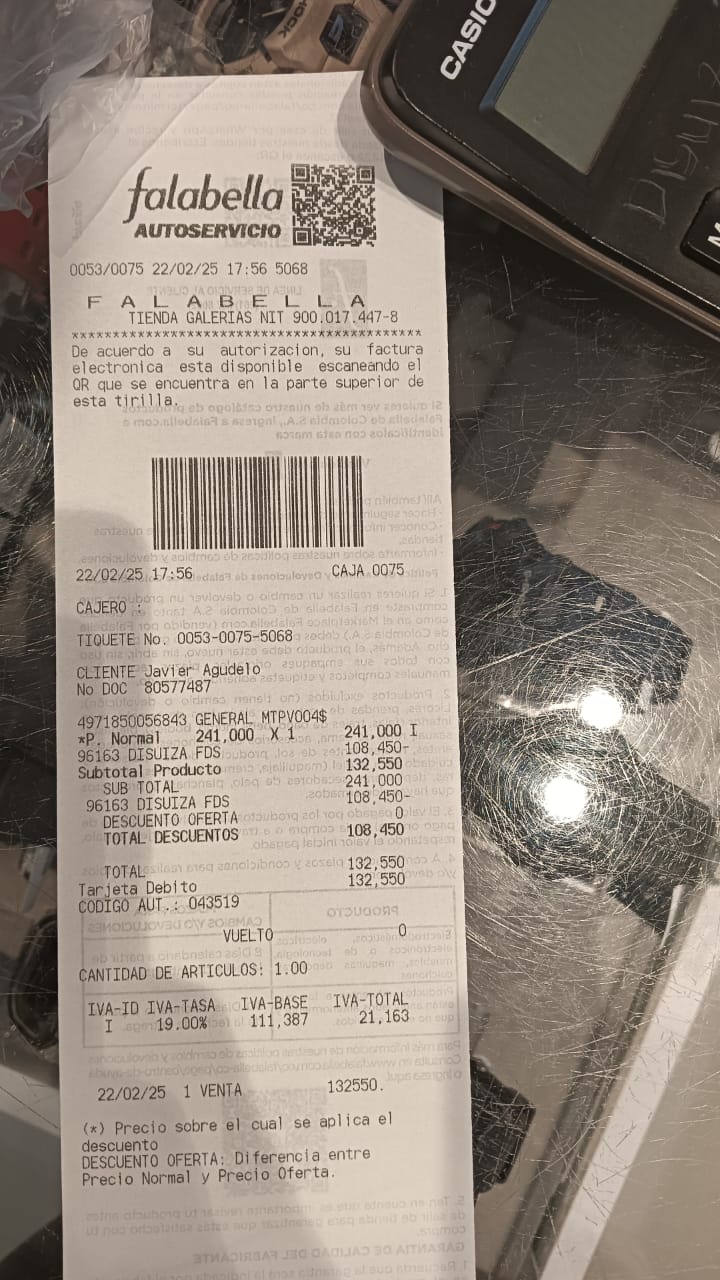 CASIO
falabella
AUTOSERVICIO
0053/0075 22/02/25 17:56 5068
F A L A B E L L A
TIENDA GALERIAS NIT 900.017.447-8
******************************************
De acuerdo a su autorizacion, su factura
electronica esta disponible escaneando el
QR que se encuentra en la parte superior de
esta tirilla.
22/02/25 17:56 CAJA 0075
CAJERO :
TIQUETE No. 0053-0075-5068
CLIENTE Javier Agudelo
No DOC 80577487
4971850056843 GENERAL MTPV004$
*P. Normal 241,000 X 1 241,000 I
96163 DISUIZA FDS 108,450-
Subtotal Producto 132,550
SUB TOTAL 241,000
96163 DISUIZA FDS 108,450-
DESCUENTO OFERTA 0
TOTAL DESCUENTOS 108,450
TOTAL 132,550
Tarjeta Debito 132,550
CODIGO AUT.: 043519
VUELTO 0
CANTIDAD DE ARTICULOS: 1.00
IVA-ID IVA-TASA IVA-BASE IVA-TOTAL
I 19.00% 111,387 21,163
22/02/25 1 VENTA 132550.
(*) Precio sobre el cual se aplica el
descuento
DESCUENTO OFERTA: Diferencia entre
Precio Normal y Precio Oferta.